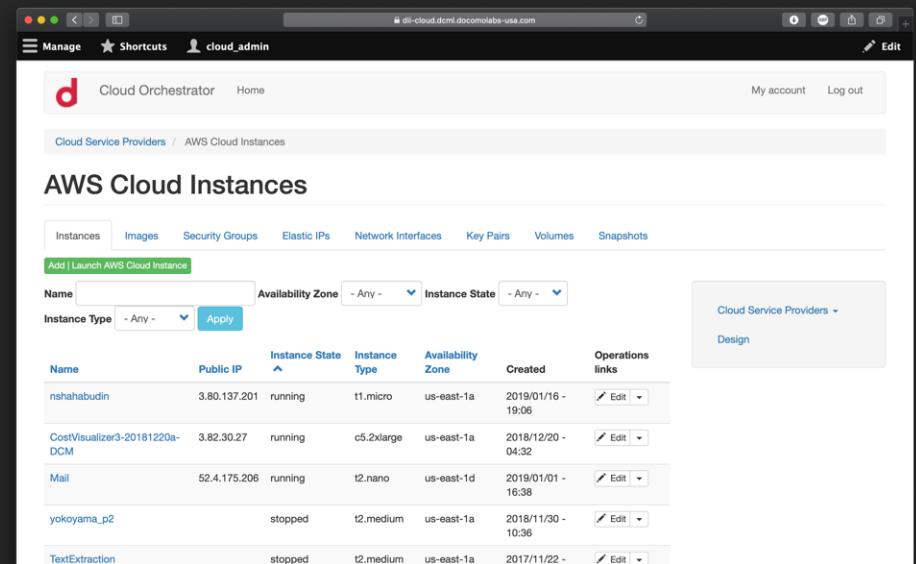 dii-cloud.dcml.docomolabs-usa.com
Manage Shortcuts cloud_admin Edit
d Cloud Orchestrator Home My account Log out
Cloud Service Providers / AWS Cloud Instances
AWS Cloud Instances
Instances Images Security Groups Elastic IPs Network Interfaces Key Pairs Volumes Snapshots
Add | Launch AWS Cloud Instance
Name Availability Zone - Any - Instance State - Any -
Instance Type - Any - Apply
Cloud Service Providers
Design
Name Public IP Instance State Instance Type Availability Zone Created Operations links
nshahabudin 3.80.137.201 running t1.micro us-east-1a 2019/01/16 - 19:06 Edit
CostVisualizer3-20181220a-DCM 3.82.30.27 running c5.2xlarge us-east-1a 2018/12/20 - 04:32 Edit
Mail 52.4.175.206 running t2.nano us-east-1d 2019/01/01 - 16:38 Edit
yokoyama_p2 stopped t2.medium us-east-1a 2018/11/30 - 10:36 Edit
TextExtraction stopped t2.medium us-east-1a 2017/11/22 - Edit